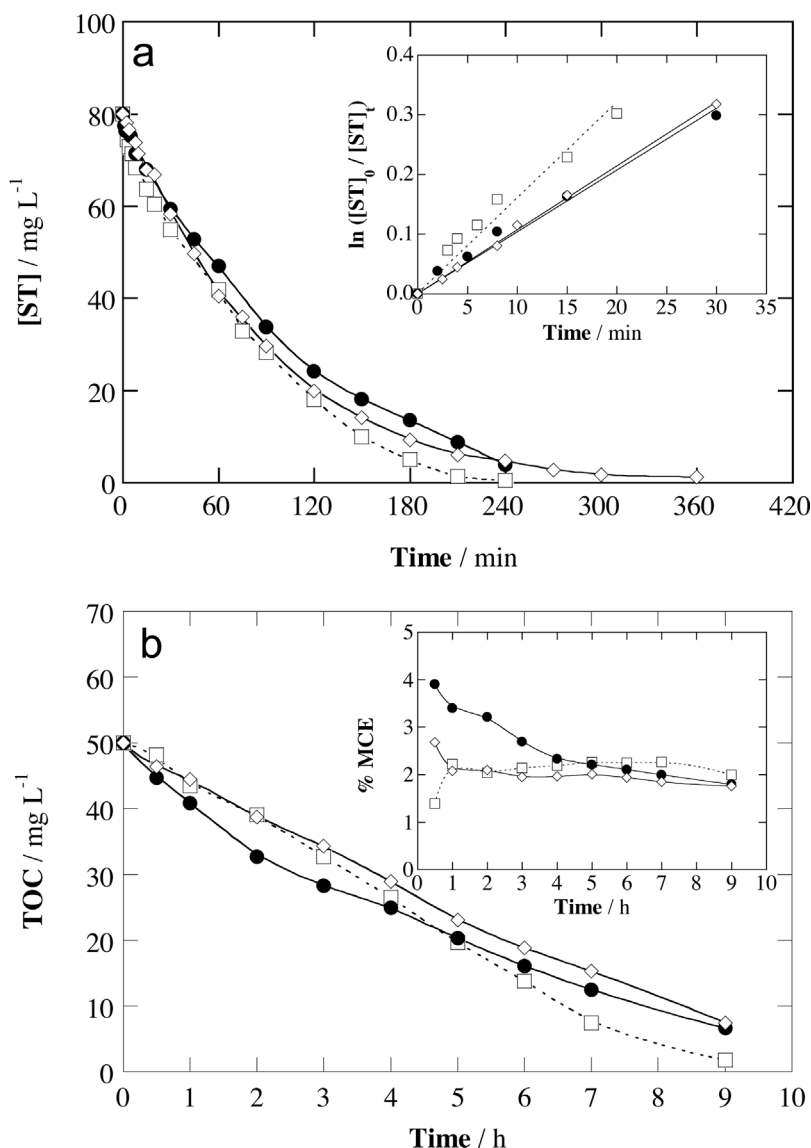 a
[ST] / mg L⁻¹
100
80
60
40
20
0
0 60 120 180 240 300 360 420
Time / min
ln ([ST]₀ / [ST]ₜ)
0.4
0.3
0.2
0.1
0.0
0 5 10 15 20 25 30 35
Time / min
b
TOC / mg L⁻¹
70
60
50
40
30
20
10
0
0 1 2 3 4 5 6 7 8 9 10
Time / h
% MCE
5
4
3
2
1
0
0 1 2 3 4 5 6 7 8 9 10
Time / h